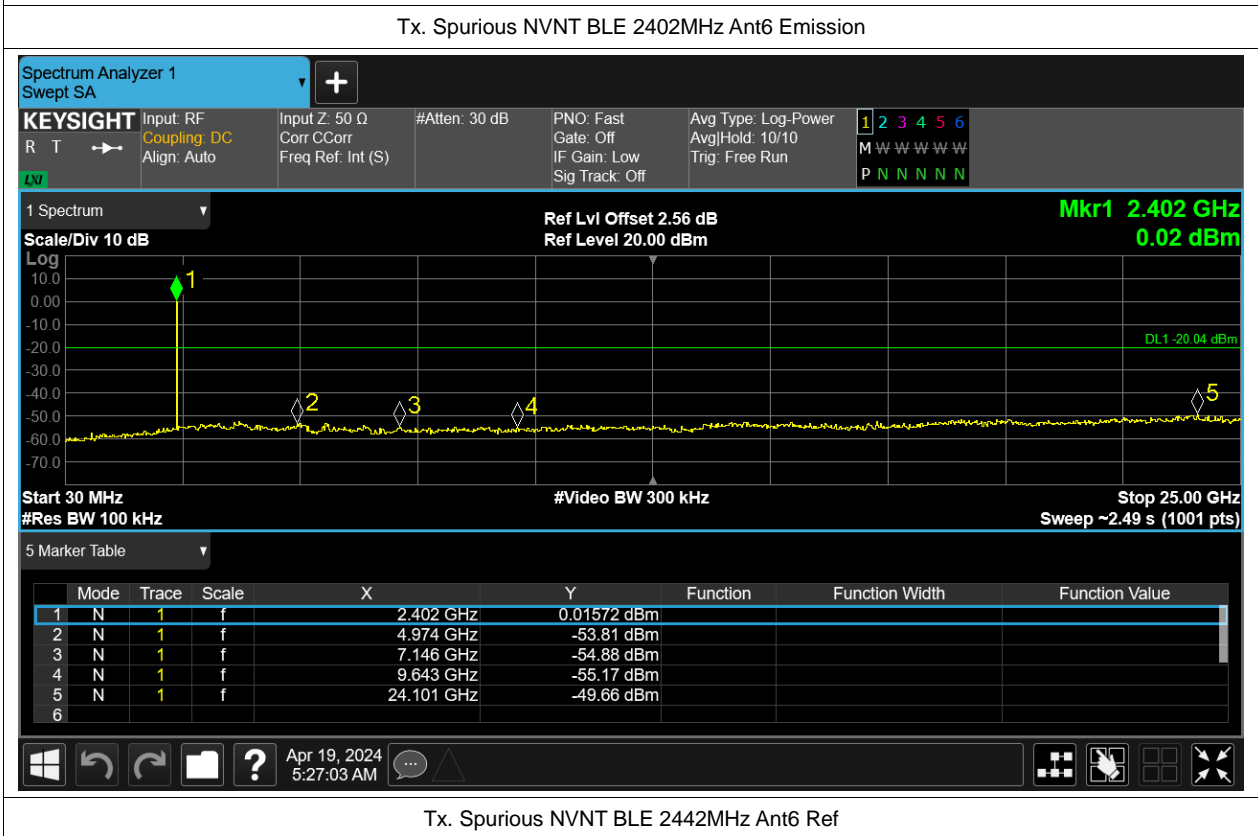 Tx. Spurious NVNT BLE 2402MHz Ant6 Emission
Spectrum Analyzer 1
Swept SA
+
KEYSIGHT
R T
LXI
Input: RF
Coupling: DC
Align: Auto
Input Z: 50 Ω
Corr CCorr
Freq Ref: Int (S)
#Atten: 30 dB
PNO: Fast
Gate: Off
IF Gain: Low
Sig Track: Off
Avg Type: Log-Power
Avg|Hold: 10/10
Trig: Free Run
1 2 3 4 5 6
M W W W W W
P N N N N N
1 Spectrum
Scale/Div 10 dB
Ref Lvl Offset 2.56 dB
Ref Level 20.00 dBm
Mkr1 2.402 GHz
0.02 dBm
Log
10.0
0.00
-10.0
-20.0
-30.0
-40.0
-50.0
-60.0
-70.0
1
2
3
4
5
DL1 -20.04 dBm
Start 30 MHz
#Video BW 300 kHz
Stop 25.00 GHz
#Res BW 100 kHz
Sweep ~2.49 s (1001 pts)
5 Marker Table
Mode Trace Scale X Y Function Function Width Function Value
1 N 1 f 2.402 GHz 0.01572 dBm
2 N 1 f 4.974 GHz -53.81 dBm
3 N 1 f 7.146 GHz -54.88 dBm
4 N 1 f 9.643 GHz -55.17 dBm
5 N 1 f 24.101 GHz -49.66 dBm
6
?
Apr 19, 2024
5:27:03 AM
Tx. Spurious NVNT BLE 2442MHz Ant6 Ref